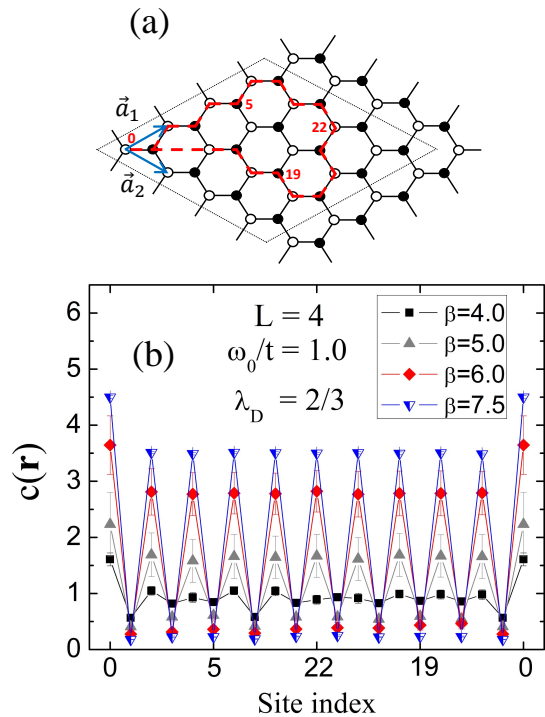 (a)
a⃗₁
0
5
22
19
a⃗₂
(b)
L = 4
ω₀/t = 1.0
λ_D = 2/3
β=4.0
β=5.0
β=6.0
β=7.5
c(r)
6
5
4
3
2
1
0
0 5 22 19 0
Site index